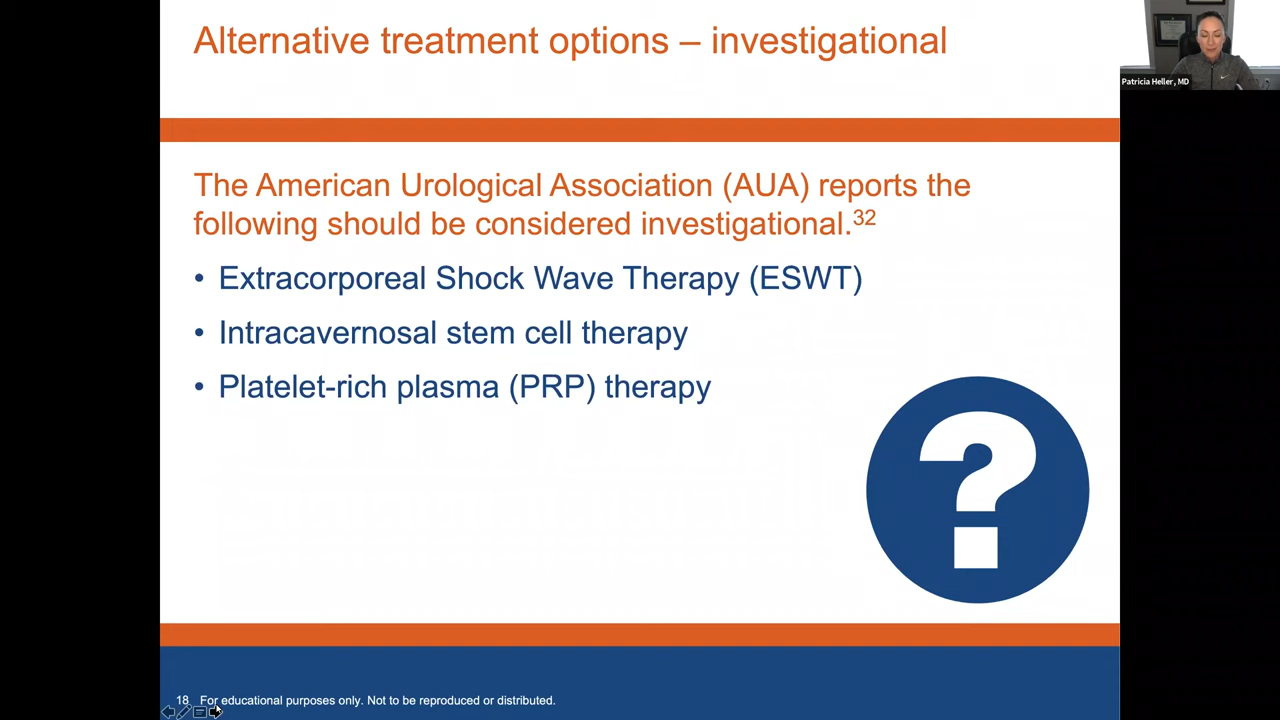 Alternative treatment options – investigational
Patricia Heller, MD
The American Urological Association (AUA) reports the
following should be considered investigational.32
• Extracorporeal Shock Wave Therapy (ESWT)
• Intracavernosal stem cell therapy
• Platelet-rich plasma (PRP) therapy
?
18 For educational purposes only. Not to be reproduced or distributed.